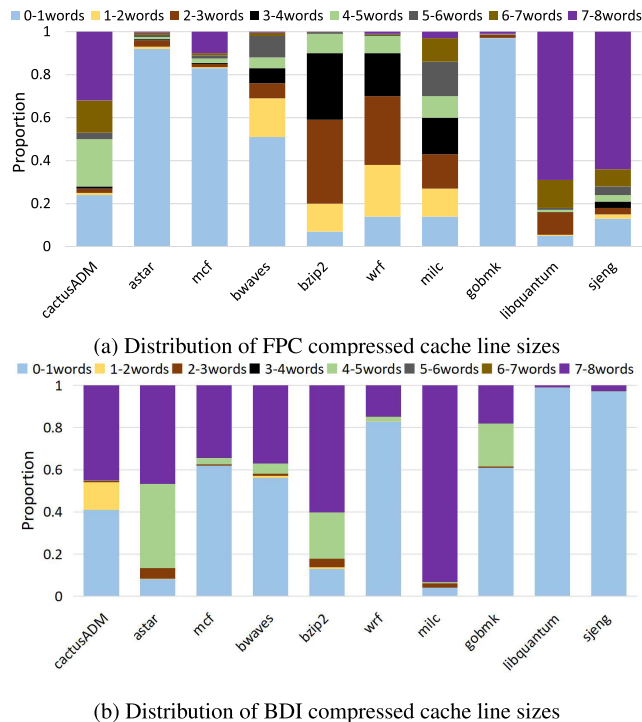 0-1words 1-2words 2-3words 3-4words 4-5words 5-6words 6-7words 7-8words
1
0.8
0.6
0.4
0.2
0
Proportion
cactusADM
astar
mcf
bwaves
bzip2
wrf
milc
gobmk
libquantum
sjeng
(a) Distribution of FPC compressed cache line sizes
0-1words 1-2words 2-3words 3-4words 4-5words 5-6words 6-7words 7-8words
1
0.8
0.6
0.4
0.2
0
Proportion
cactusADM
astar
mcf
bwaves
bzip2
wrf
milc
gobmk
libquantum
sjeng
(b) Distribution of BDI compressed cache line sizes